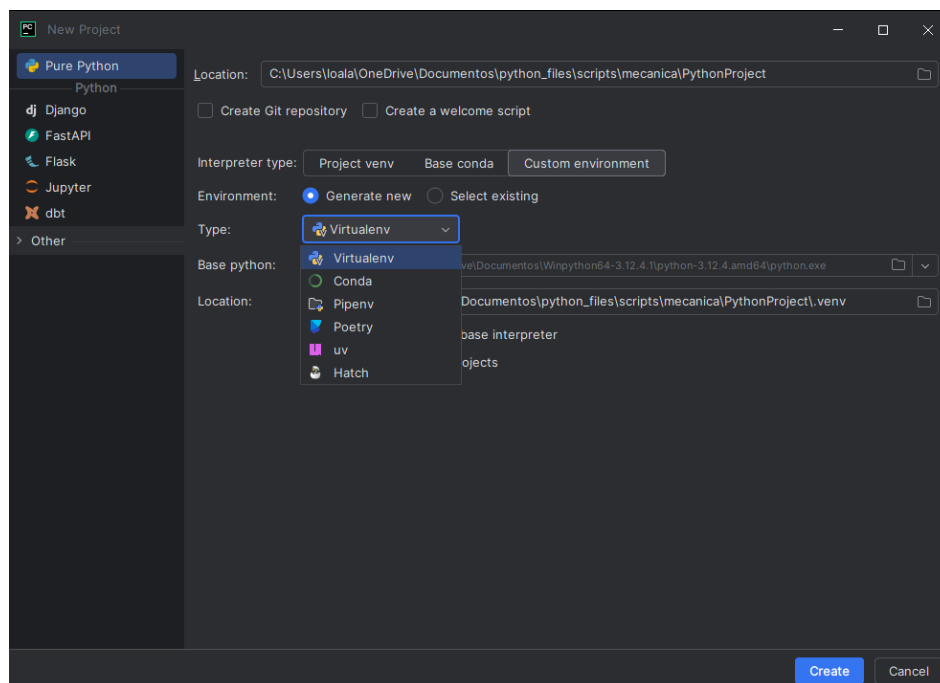 New Project
Pure Python
Python
Django
FastAPI
Flask
Jupyter
dbt
Other
Location: C:\Users\loala\OneDrive\Documentos\python_files\scripts\mecanica\PythonProject
Create Git repository Create a welcome script
Interpreter type: Project venv Base conda Custom environment
Environment: Generate new Select existing
Type: Virtualenv
Virtualenv
Conda
Pipenv
Poetry
uv
Hatch
Base python: ve\Documentos\Winpython64-3.12.4.1\python-3.12.4.amd64\python.exe
Location: Documentos\python_files\scripts\mecanica\PythonProject\.venv
base interpreter
ojects
Create Cancel